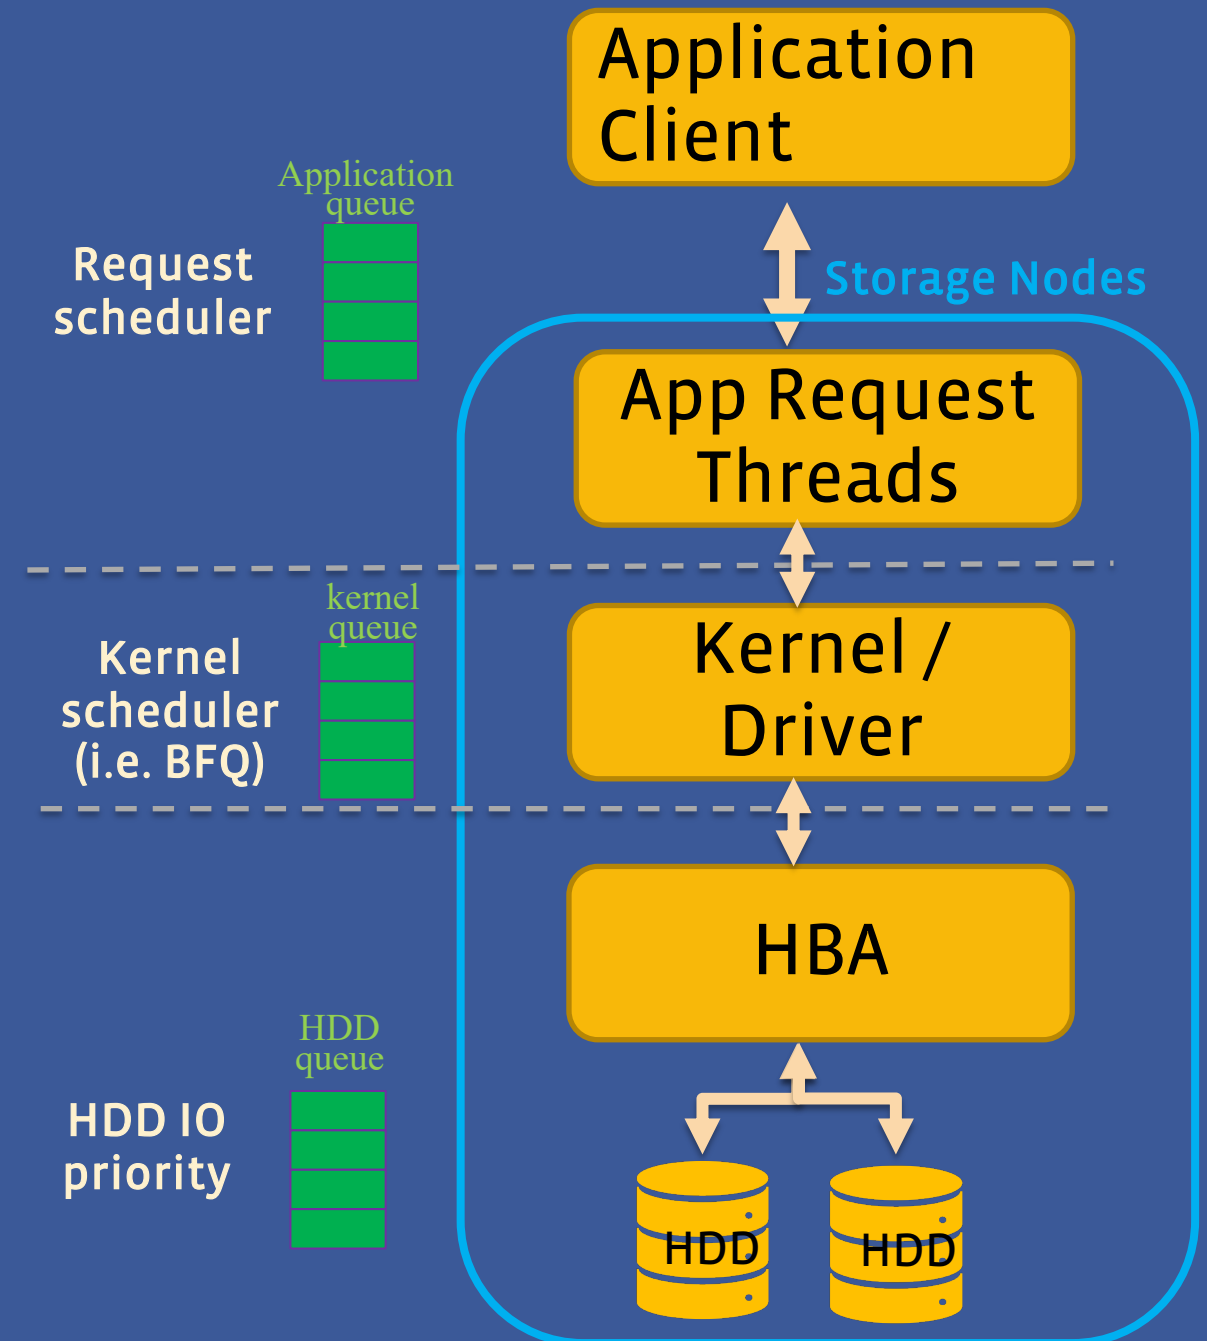 Application
Client
Application
queue
Request
scheduler
Storage Nodes
App Request
Threads
kernel
queue
Kernel
scheduler
(i.e. BFQ)
Kernel /
Driver
HBA
HDD
queue
HDD IO
priority
HDD
HDD